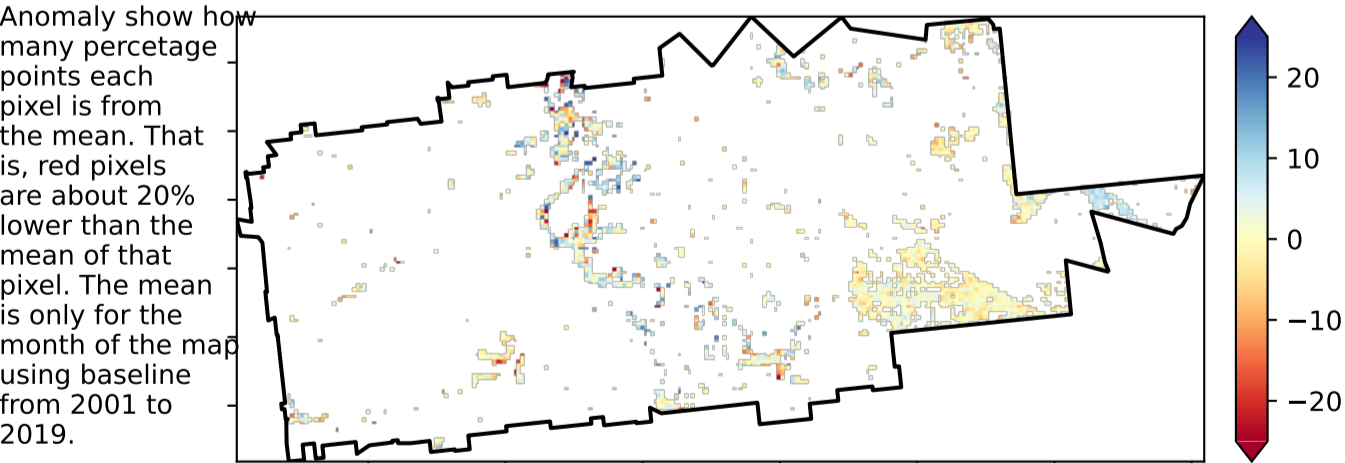 Anomaly show how
many percetage
points each
pixel is from
the mean. That
is, red pixels
are about 20%
lower than the
mean of that
pixel. The mean
is only for the
month of the map
using baseline
from 2001 to
2019.
20
10
0
−10
−20